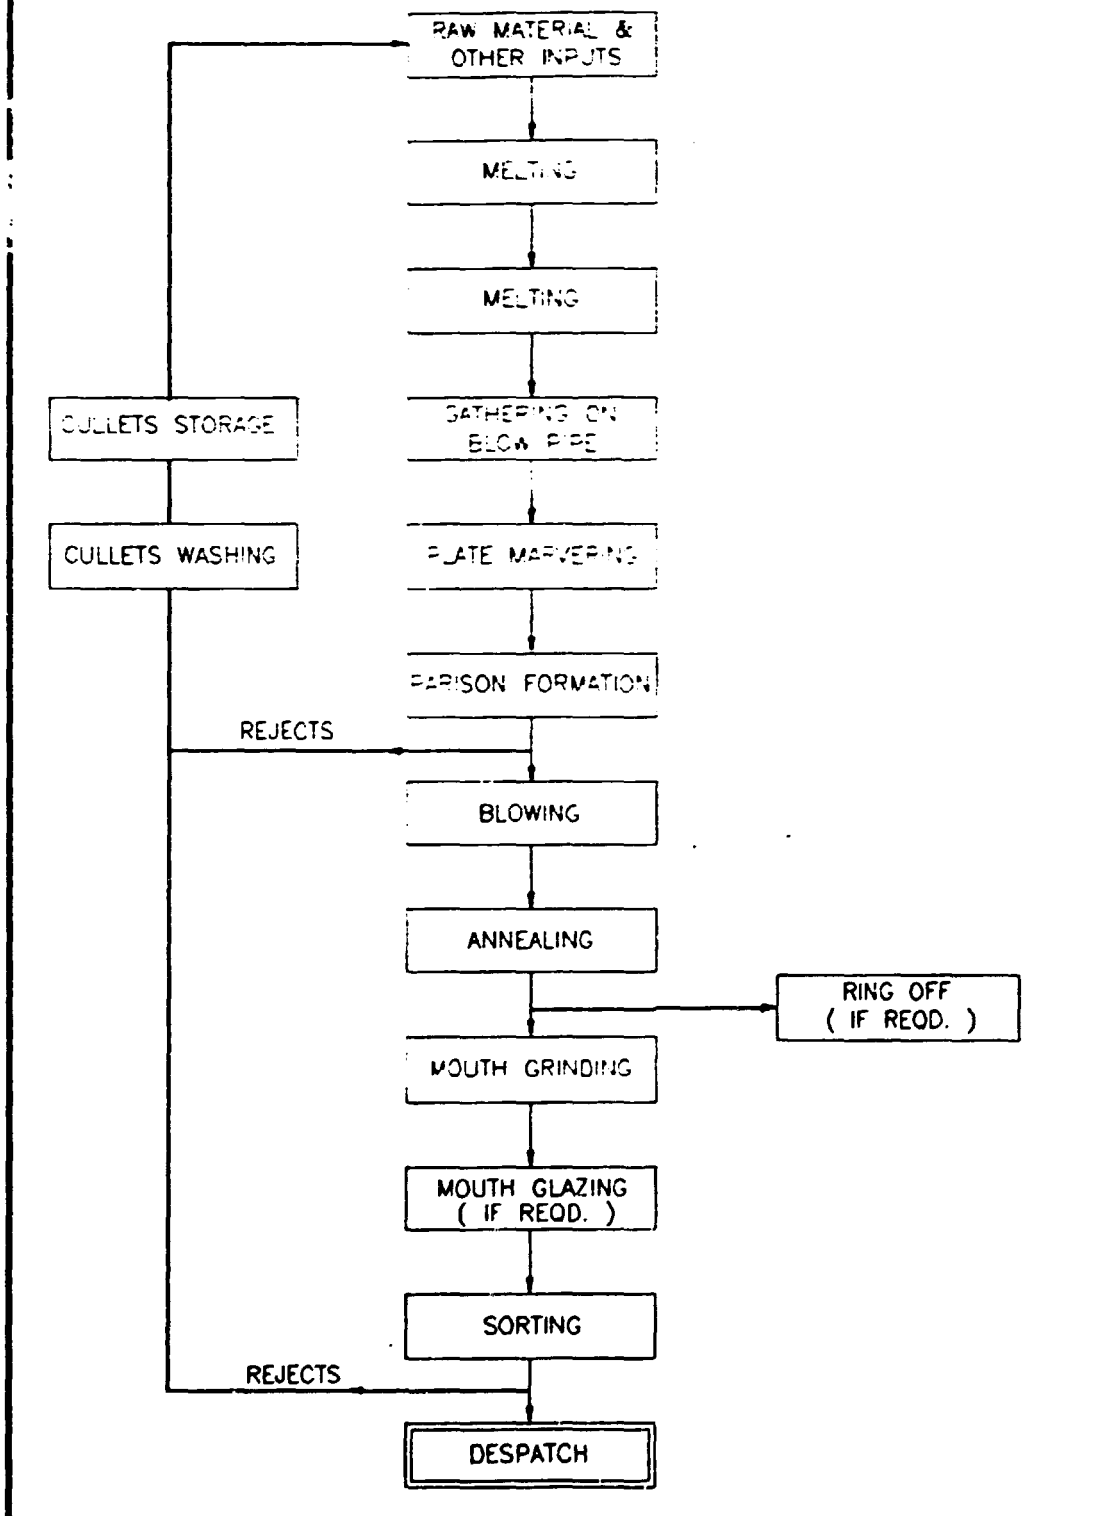 RAW MATERIAL &
OTHER INPUTS
MELTING
MELTING
GATHERING ON
BLOW PIPE
CULLETS STORAGE
PLATE MARVERING
CULLETS WASHING
PARISON FORMATION
REJECTS
BLOWING
ANNEALING
RING OFF
( IF REQD. )
MOUTH GRINDING
MOUTH GLAZING
( IF REQD. )
SORTING
REJECTS
DESPATCH